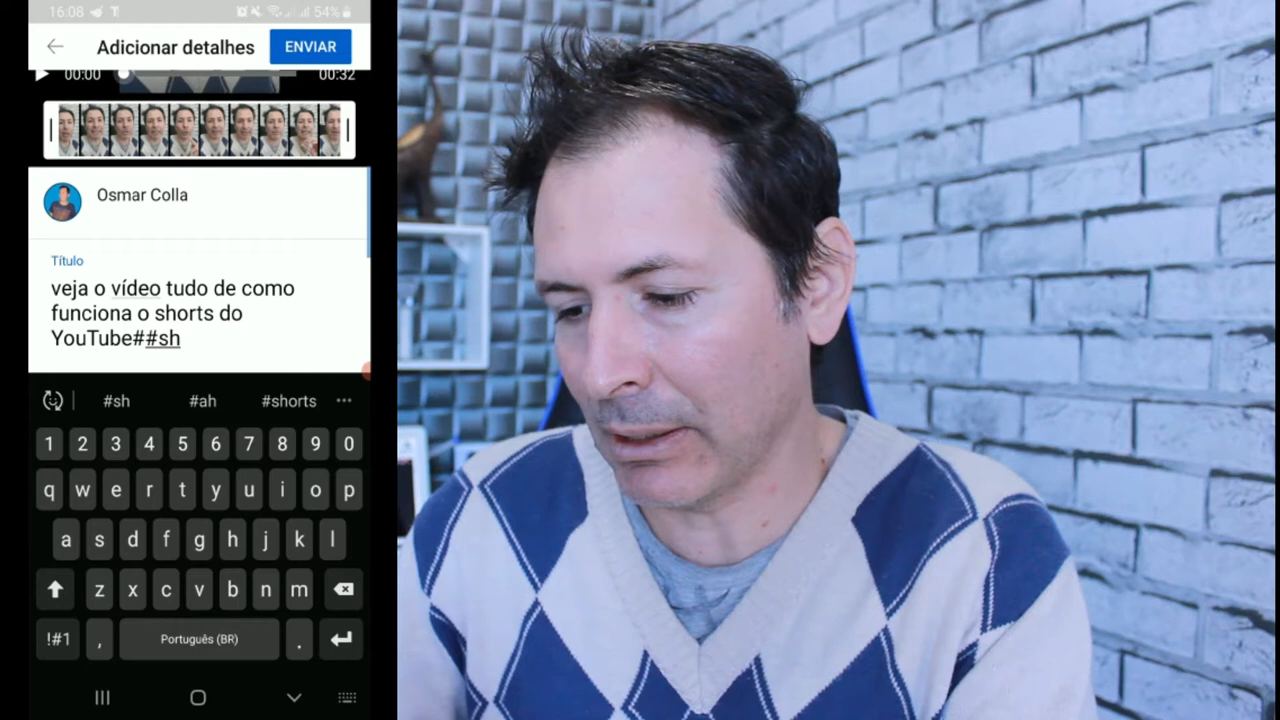 16:08 T 54%
Adicionar detalhes ENVIAR
00:00 00:32
Osmar Colla
Título
veja o vídeo tudo de como
funciona o shorts do
YouTube##sh
#sh #ah #shorts
1 2 3 4 5 6 7 8 9 0
q w e r t y u i o p
a s d f g h j k l
z x c v b n m
!#1 , Português (BR) .